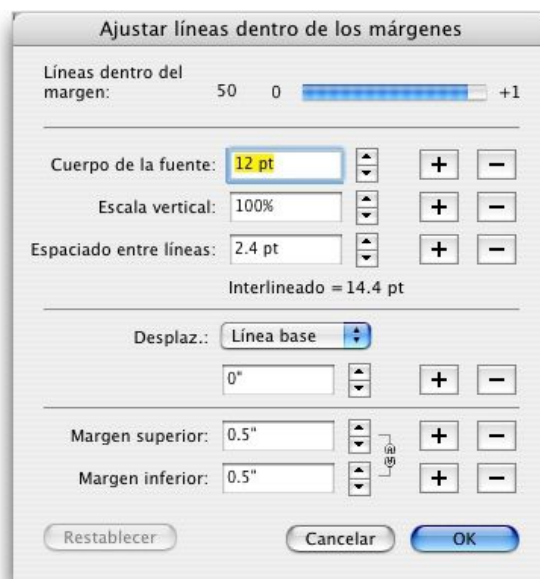 Ajustar líneas dentro de los márgenes
Líneas dentro del
margen: 50 0 +1
Cuerpo de la fuente: 12 pt + −
Escala vertical: 100% + −
Espaciado entre líneas: 2.4 pt + −
Interlineado = 14.4 pt
Desplaz.: Línea base
0" + −
Margen superior: 0.5" + −
Margen inferior: 0.5" + −
Restablecer Cancelar OK